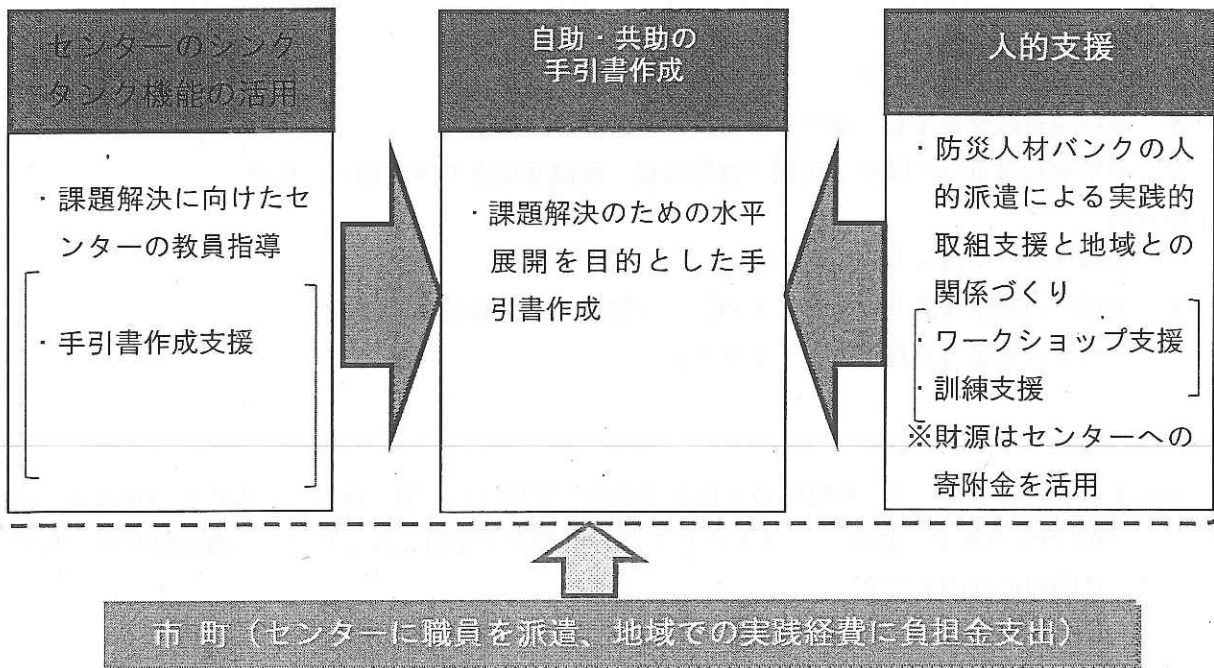 センターのシンク
タンク機能の活用
・課題解決に向けたセ
ンターの教員指導
・手引書作成支援
自助・共助の
手引書作成
・課題解決のための水平
展開を目的とした手
引書作成
人的支援
・防災人材バンクの人
的派遣による実践的
取組支援と地域との
関係づくり
・ワークショップ支援
・訓練支援
※財源はセンターへの
寄附金を活用
市 町（センターに職員を派遣、地域での実践経費に負担金支出）